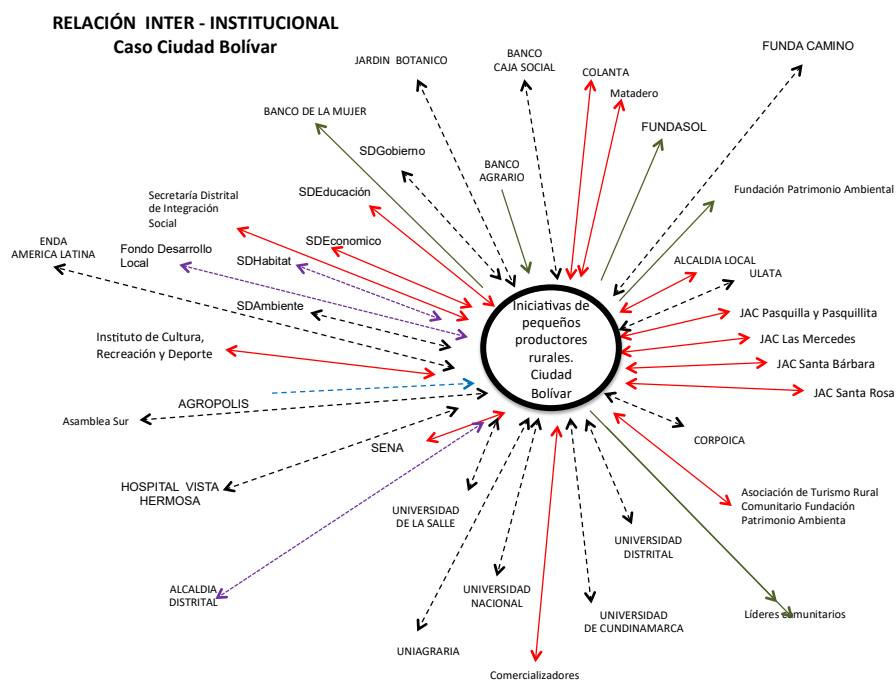 RELACIÓN INTER - INSTITUCIONAL
Caso Ciudad Bolívar
JARDIN BOTANICO
BANCO
CAJA SOCIAL
COLANTA
Matadero
FUNDA CAMINO
BANCO DE LA MUJER
SDGobierno
BANCO
AGRARIO
FUNDASOL
Fundación Patrimonio Ambiental
Secretaría Distrital
de Integración
Social
SDEducación
ENDA
AMERICA LATINA
Fondo Desarrollo
Local
SDEconomico
SDHabitat
ALCALDIA LOCAL
ULATA
SDAmbiente
Iniciativas de
pequeños
productores
rurales.
Ciudad
Bolívar
JAC Pasquilla y Pasquillita
JAC Las Mercedes
JAC Santa Bárbara
JAC Santa Rosa
Instituto de Cultura,
Recreación y Deporte
AGROPOLIS
Asamblea Sur
SENA
CORPOICA
HOSPITAL VISTA
HERMOSA
UNIVERSIDAD
DE LA SALLE
UNIVERSIDAD
DISTRITAL
Asociación de Turismo Rural
Comunitario Fundación
Patrimonio Ambienta
ALCALDIA
DISTRITAL
UNIVERSIDAD
NACIONAL
UNIVERSIDAD
DE CUNDINAMARCA
Líderes comunitarios
UNIAGRARIA
Comercializadores